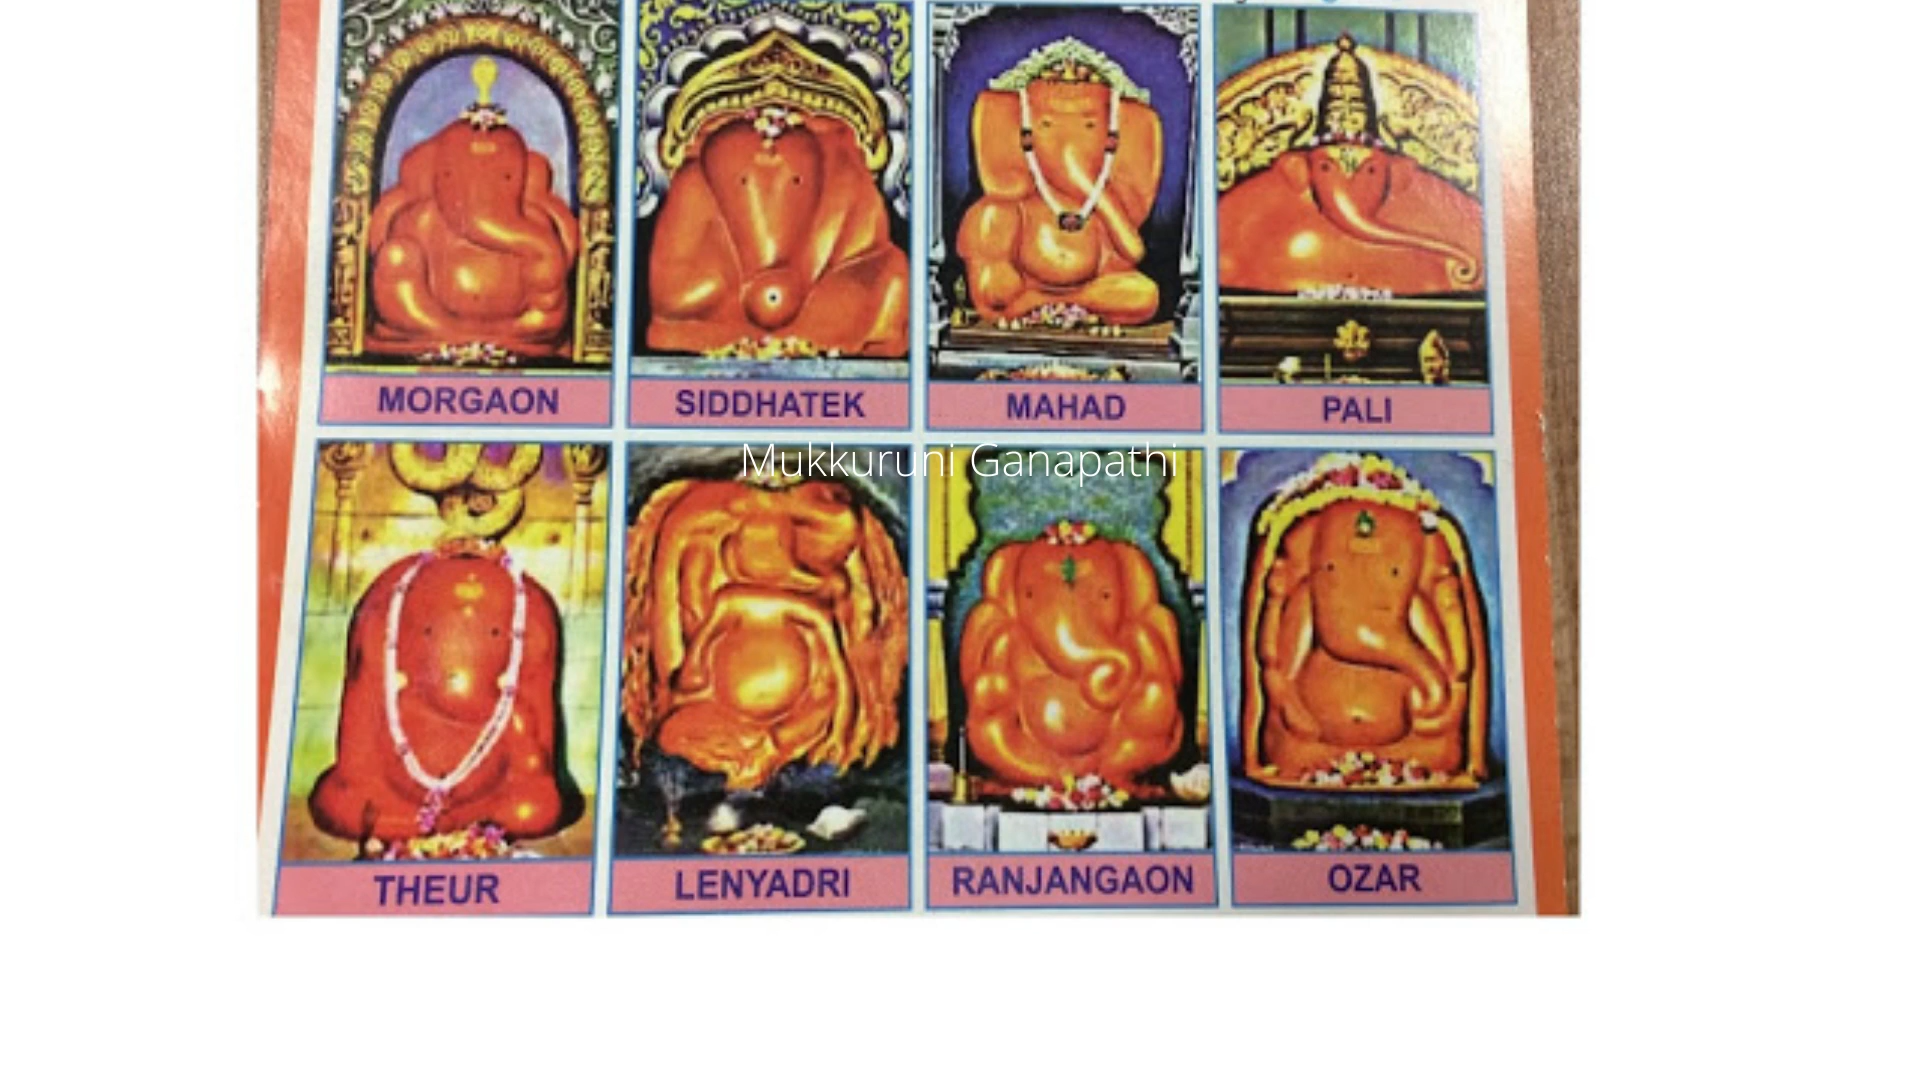 MORGAON
SIDDHATEK
MAHAD
PALI
Mukkuruni Ganapathi
THEUR
LENYADRI
RANJANGAON
OZAR